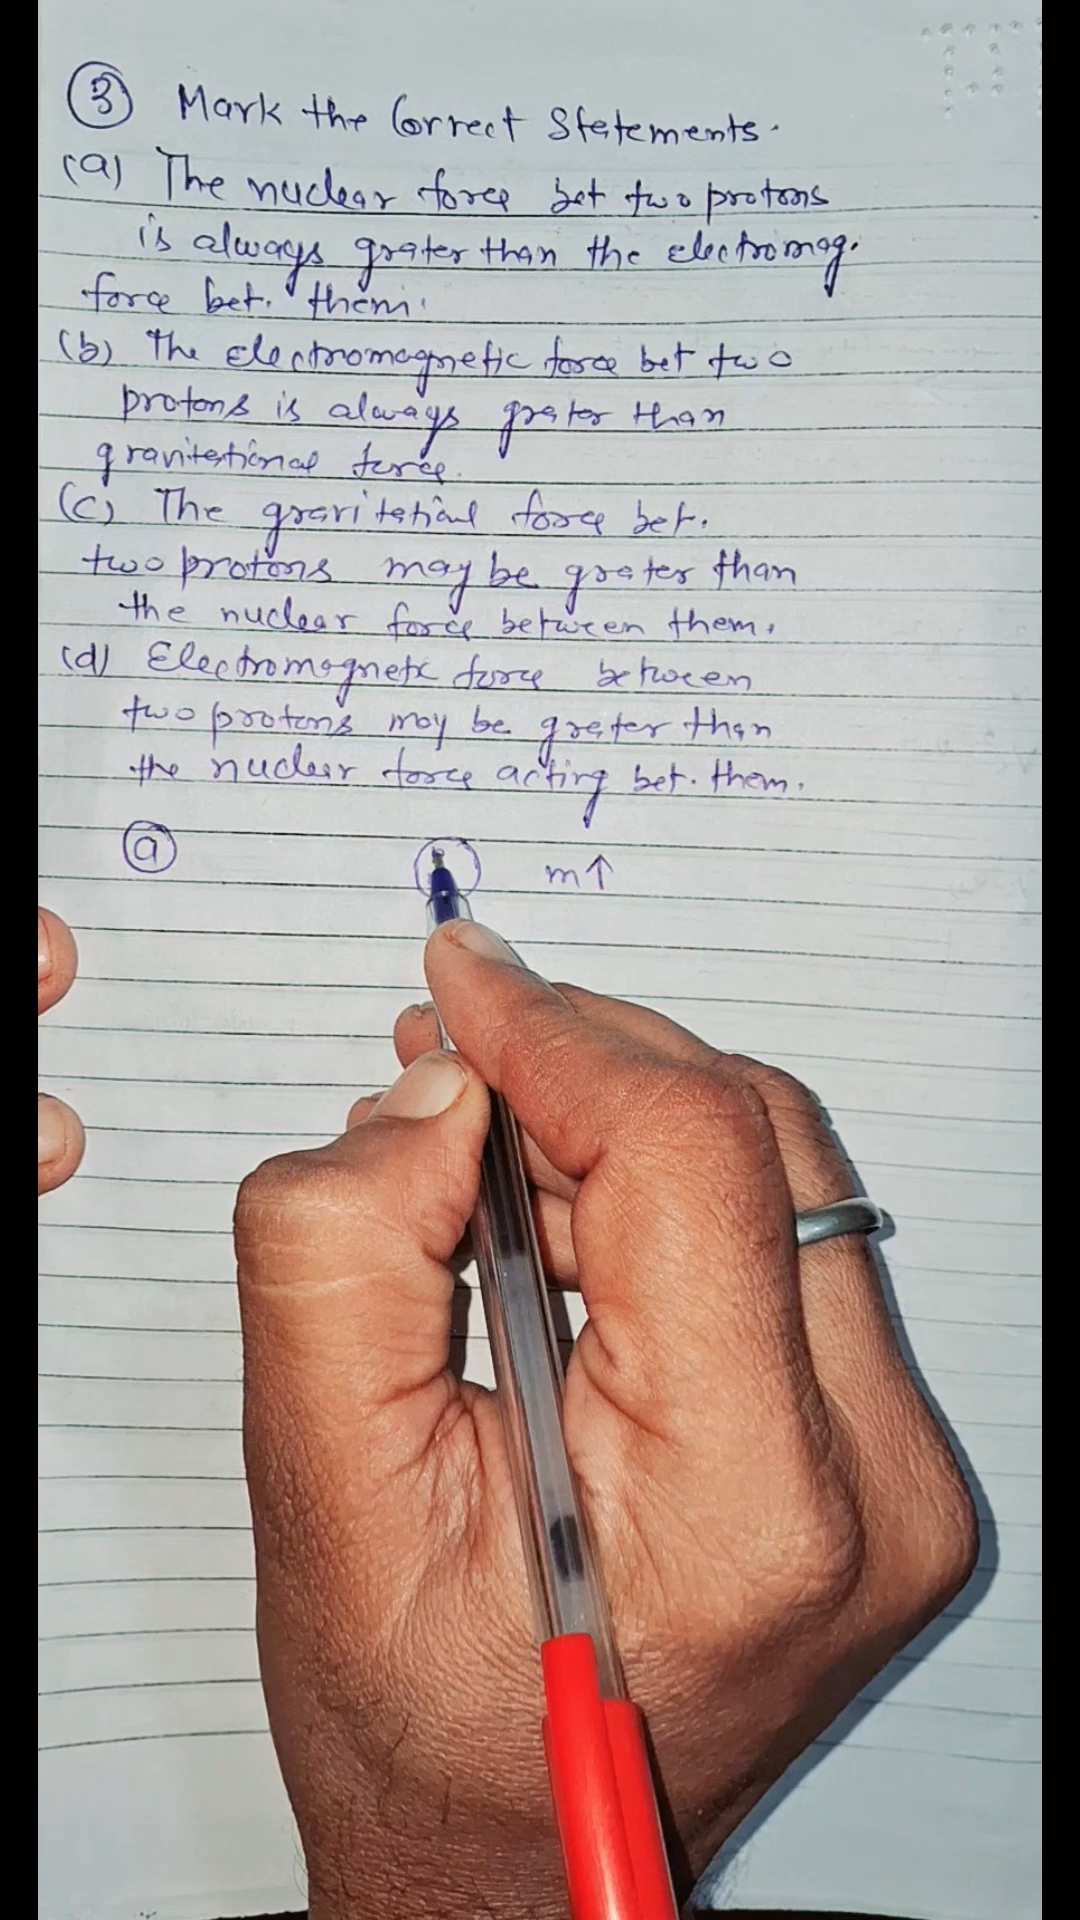 3 Mark the Correct Statements.
(a) The nuclear force bet two protons
is always grater than the electromag.
force bet. them.
(b) The electromagnetic force bet two
protons is always grater than
gravitational force.
(c) The gravitational force bet.
two protons may be greater than
the nuclear force between them.
(d) Electromagnetic force between
two protons may be greter than
the nuclear force acting bet. them.
a m↑